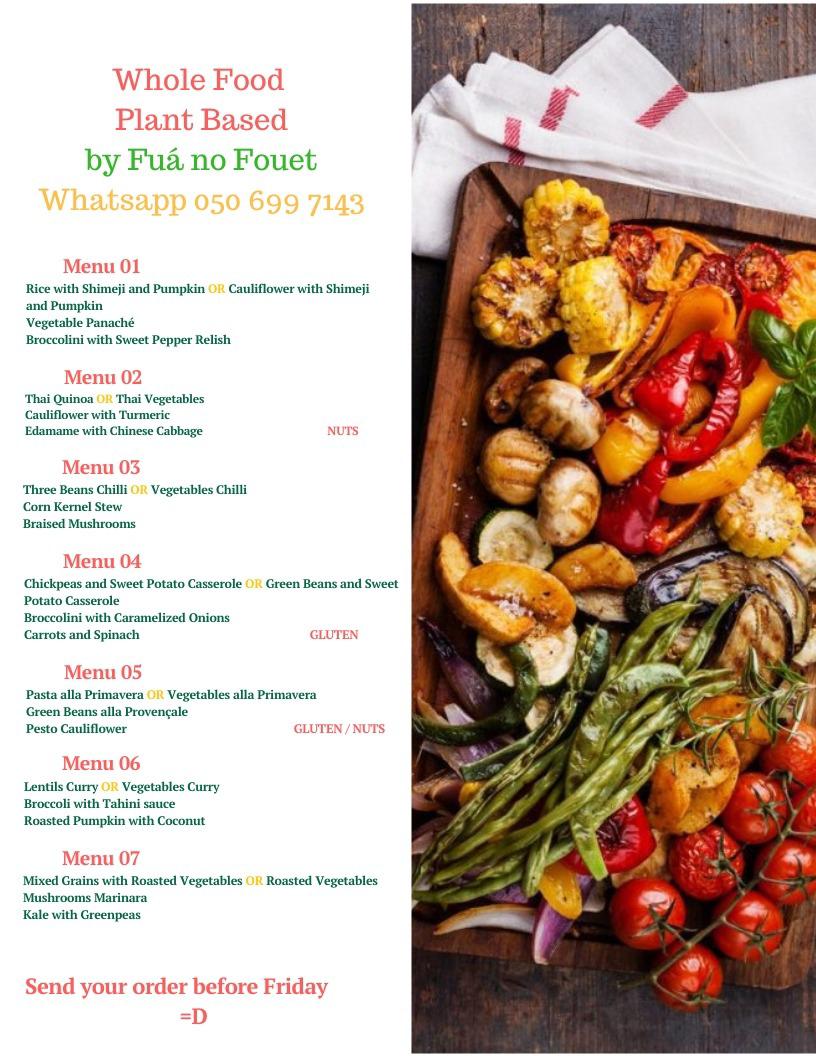 Whole Food
Plant Based
by Fuá no Fouet
Whatsapp 050 699 7143
Menu 01
Rice with Shimeji and Pumpkin OR Cauliflower with Shimeji
and Pumpkin
Vegetable Panaché
Broccolini with Sweet Pepper Relish
Menu 02
Thai Quinoa OR Thai Vegetables
Cauliflower with Turmeric
Edamame with Chinese Cabbage NUTS
Menu 03
Three Beans Chilli OR Vegetables Chilli
Corn Kernel Stew
Braised Mushrooms
Menu 04
Chickpeas and Sweet Potato Casserole OR Green Beans and Sweet
Potato Casserole
Broccolini with Caramelized Onions
Carrots and Spinach GLUTEN
Menu 05
Pasta alla Primavera OR Vegetables alla Primavera
Green Beans alla Provençale
Pesto Cauliflower GLUTEN / NUTS
Menu 06
Lentils Curry OR Vegetables Curry
Broccoli with Tahini sauce
Roasted Pumpkin with Coconut
Menu 07
Mixed Grains with Roasted Vegetables OR Roasted Vegetables
Mushrooms Marinara
Kale with Greenpeas
Send your order before Friday
=D